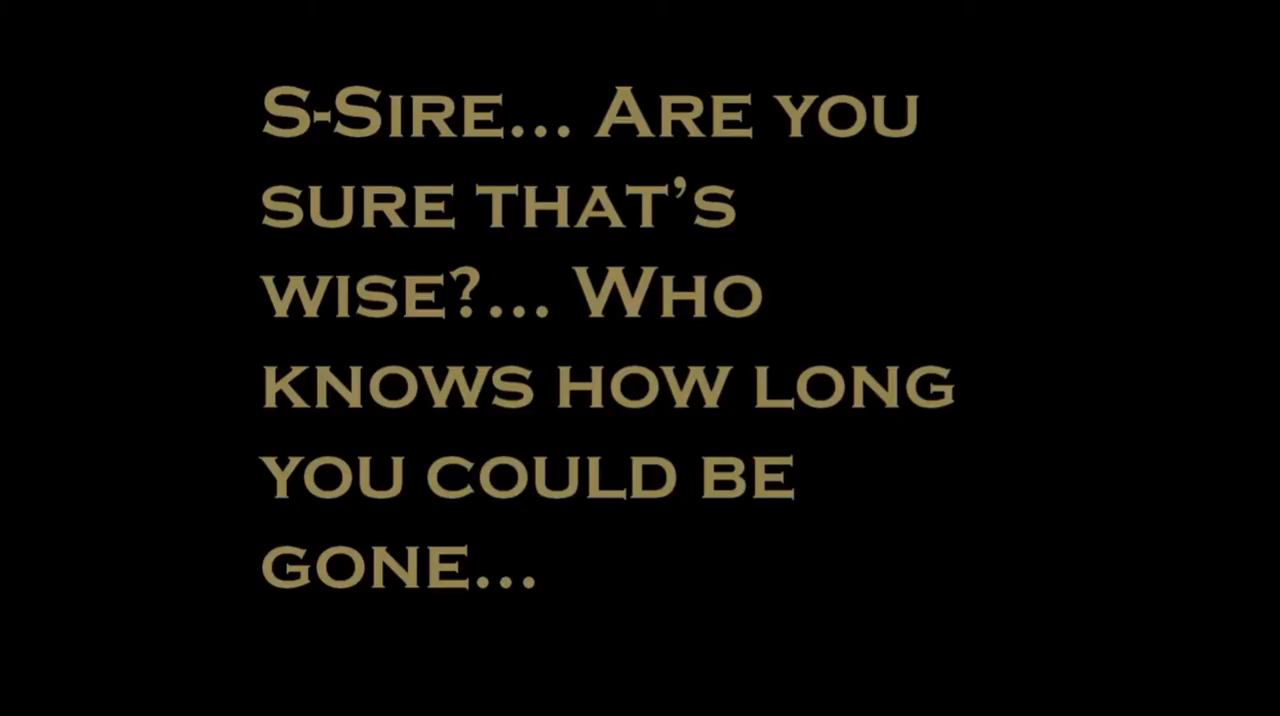 S-Sire... Are you
sure that’s
wise?... Who
knows how long
you could be
gone...